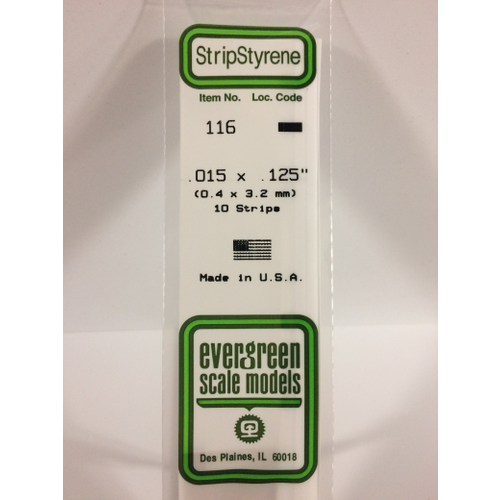 StripStyrene
Item No. Loc. Code
116
.015 x .125"
(0.4 x 3.2 mm)
10 Strips
Made in U.S.A.
evergreen
scale models
Des Plaines, IL 60018